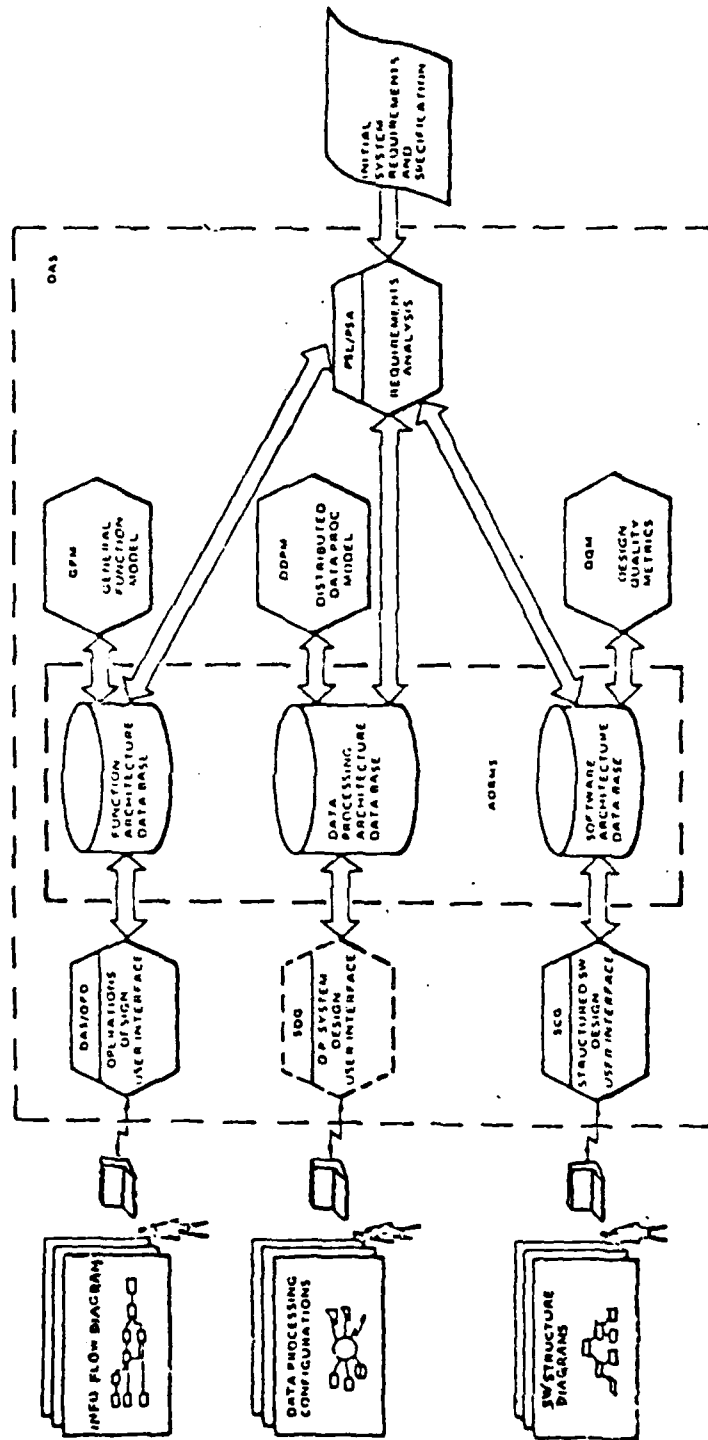 INITIAL
SYSTEM
REQUIREMENTS
AND
SPECIFICATION
DAS
PSL/PSA
REQUIREMENTS
ANALYSIS
GFM
GENERAL
FUNCTION
MODEL
DDPM
DISTRIBUTED
DATA PROC
MODEL
DQM
DESIGN
QUALITY
METRICS
FUNCTION
ARCHITECTURE
DATA BASE
DATA
PROCESSING
ARCHITECTURE
DATA BASE
ADBMS
SOFTWARE
ARCHITECTURE
DATA BASE
DAS/OPD
OPERATIONS
DESIGN
USER INTERFACE
SDG
D.P. SYSTEM
DESIGN
USER INTERFACE
SCG
STRUCTURED SW
DESIGN
USER INTERFACE
INFO FLOW DIAGRAM
DATA PROCESSING
CONFIGURATIONS
SW STRUCTURE
DIAGRAMS